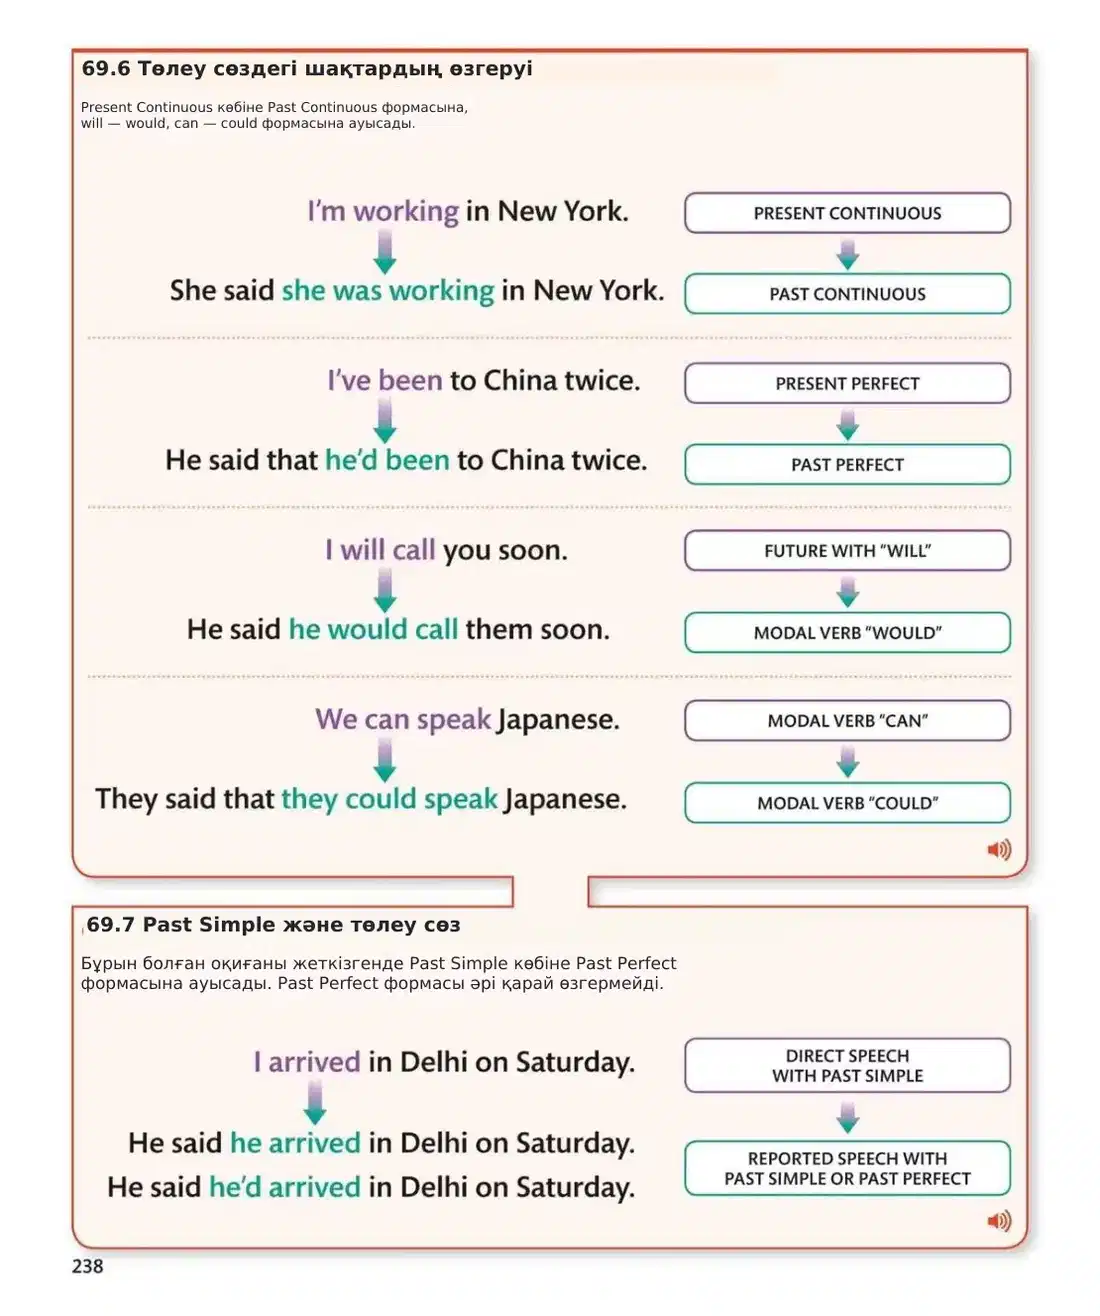 69.6 Төлеу сөздегі шақтардың өзгеруі
Present Continuous көбіне Past Continuous формасына,
will — would, can — could формасына ауысады.
I’m working in New York.
PRESENT CONTINUOUS
She said she was working in New York.
PAST CONTINUOUS
I’ve been to China twice.
PRESENT PERFECT
He said that he’d been to China twice.
PAST PERFECT
I will call you soon.
FUTURE WITH “WILL”
He said he would call them soon.
MODAL VERB “WOULD”
We can speak Japanese.
MODAL VERB “CAN”
They said that they could speak Japanese.
MODAL VERB “COULD”
69.7 Past Simple және төлеу сөз
Бұрын болған оқиғаны жеткізгенде Past Simple көбіне Past Perfect
формасына ауысады. Past Perfect формасы әрі қарай өзгермейді.
I arrived in Delhi on Saturday.
DIRECT SPEECH
WITH PAST SIMPLE
He said he arrived in Delhi on Saturday.
He said he’d arrived in Delhi on Saturday.
REPORTED SPEECH WITH
PAST SIMPLE OR PAST PERFECT
238